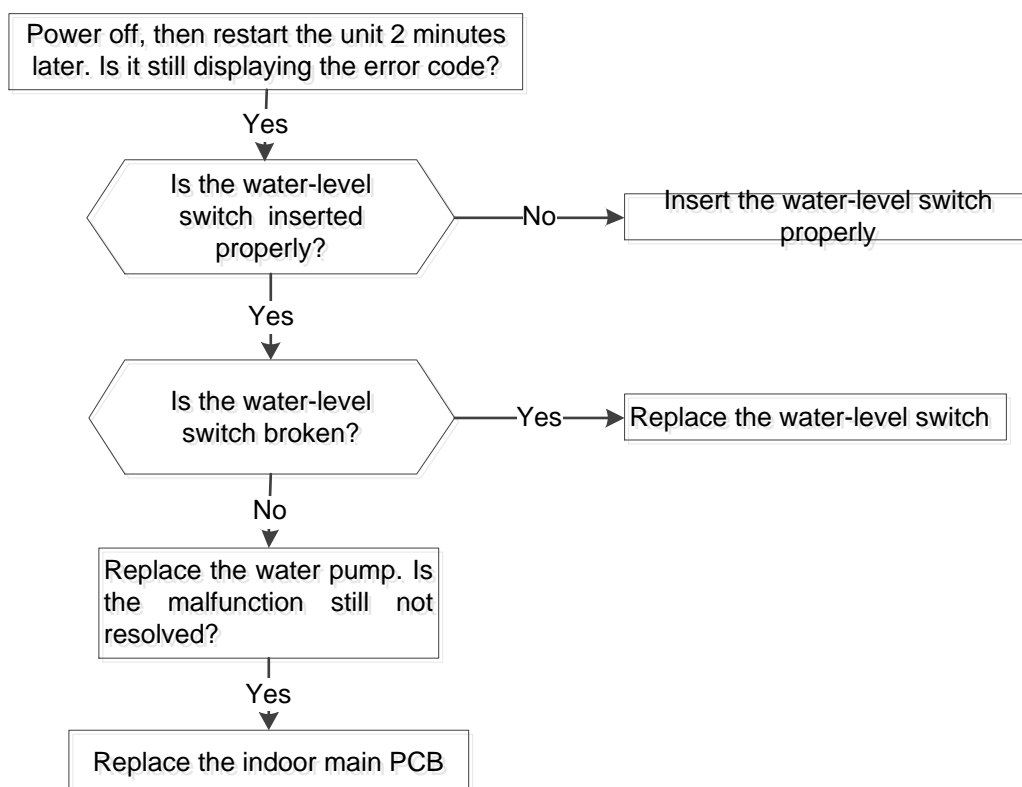 Power off, then restart the unit 2 minutes
later. Is it still displaying the error code?
Yes
Is the water-level
switch inserted
properly?
No
Insert the water-level switch
properly
Yes
Is the water-level
switch broken?
Yes
Replace the water-level switch
No
Replace the water pump. Is
the malfunction still not
resolved?
Yes
Replace the indoor main PCB